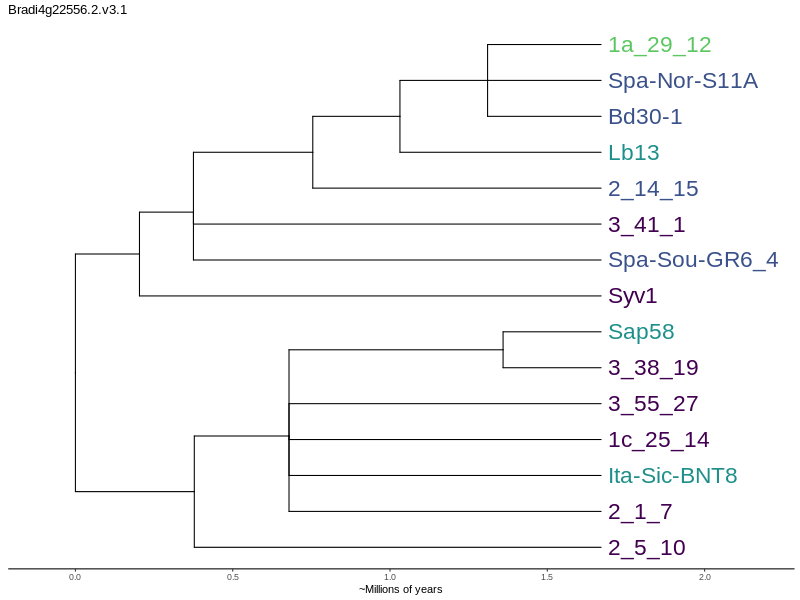 Bradi4g22556.2.v3.1
1a_29_12
Spa-Nor-S11A
Bd30-1
Lb13
2_14_15
3_41_1
Spa-Sou-GR6_4
Syv1
Sap58
3_38_19
3_55_27
1c_25_14
Ita-Sic-BNT8
2_1_7
2_5_10
0.0 0.5 1.0 1.5 2.0
~Millions of years